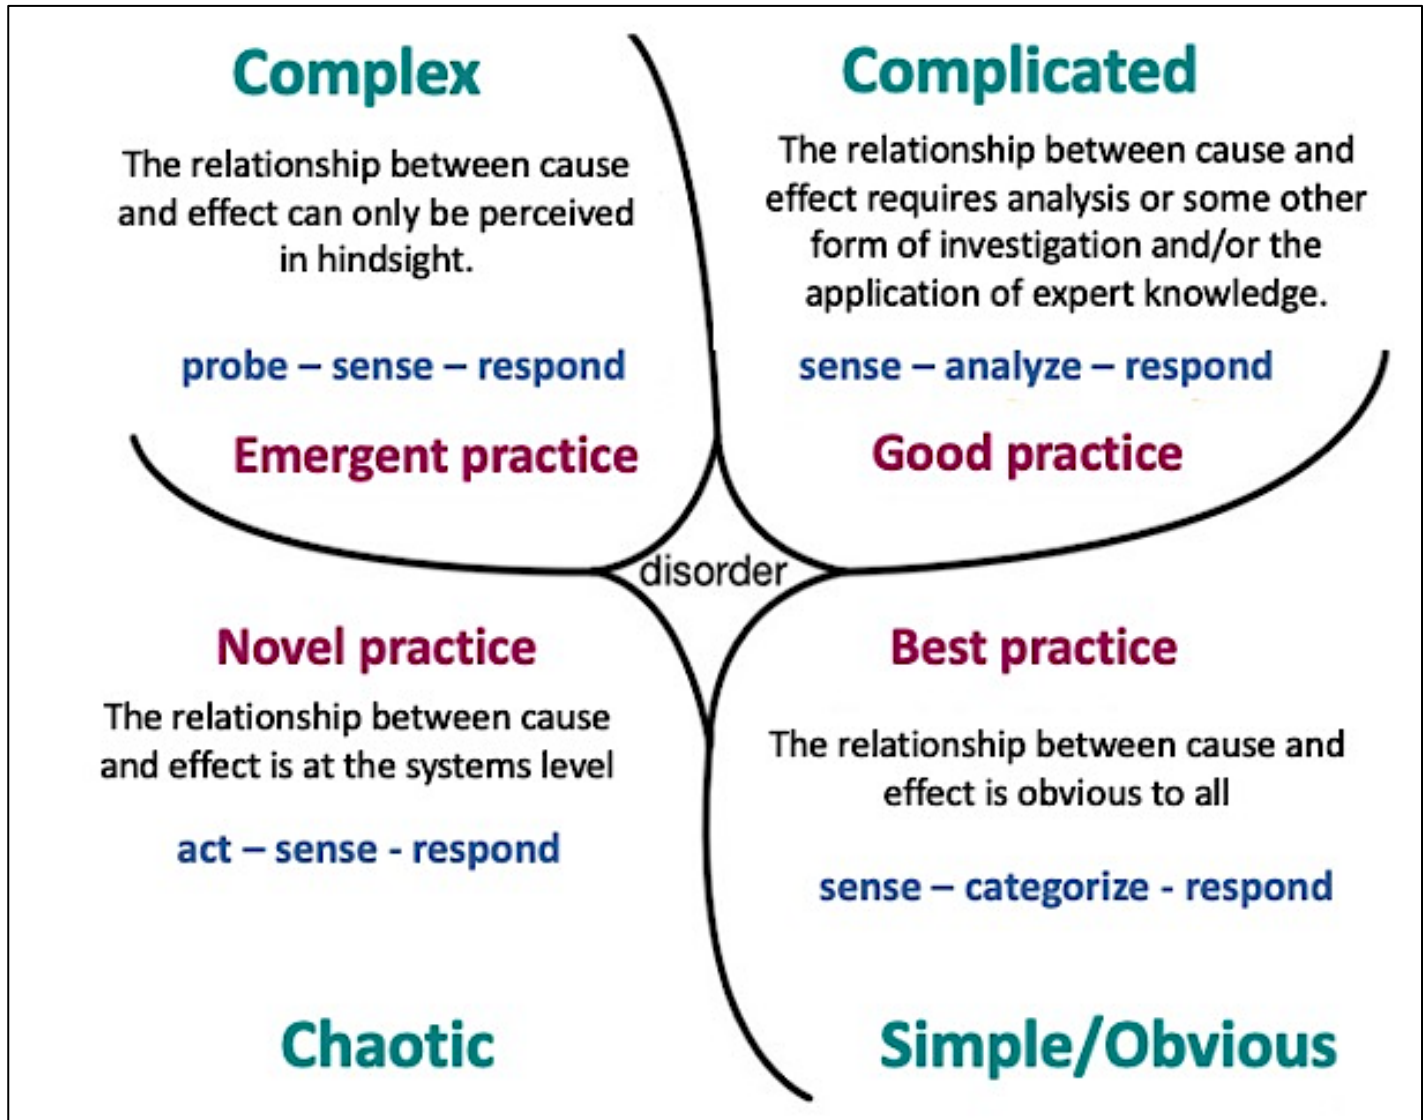 Complex
The relationship between cause
and effect can only be perceived
in hindsight.
probe – sense – respond
Emergent practice
Complicated
The relationship between cause and
effect requires analysis or some other
form of investigation and/or the
application of expert knowledge.
sense – analyze – respond
Good practice
disorder
Novel practice
The relationship between cause
and effect is at the systems level
act – sense - respond
Chaotic
Best practice
The relationship between cause and
effect is obvious to all
sense – categorize - respond
Simple/Obvious